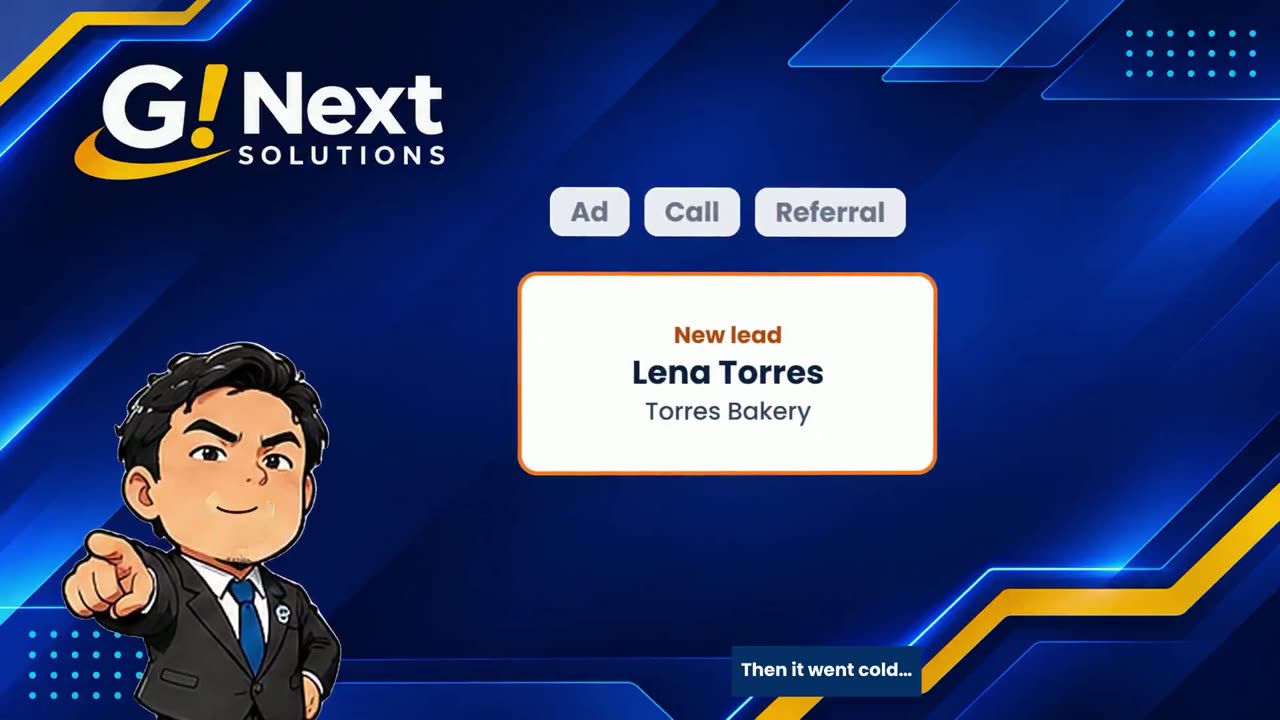 G! Next
SOLUTIONS
Ad
Call
Referral
New lead
Lena Torres
Torres Bakery
Then it went cold...